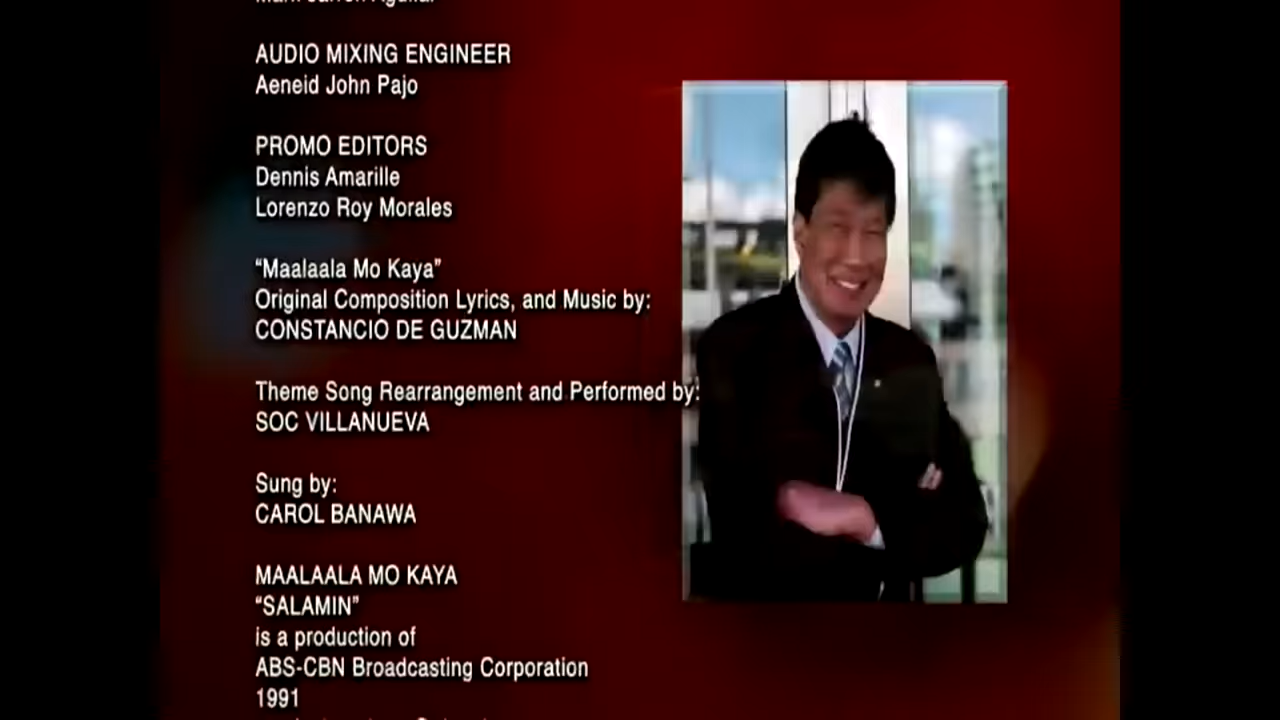 AUDIO MIXING ENGINEER
Aeneid John Pajo
PROMO EDITORS
Dennis Amarille
Lorenzo Roy Morales
“Maalaala Mo Kaya”
Original Composition Lyrics, and Music by:
CONSTANCIO DE GUZMAN
Theme Song Rearrangement and Performed by:
SOC VILLANUEVA
Sung by:
CAROL BANAWA
MAALAALA MO KAYA
“SALAMIN”
is a production of
ABS-CBN Broadcasting Corporation
1991